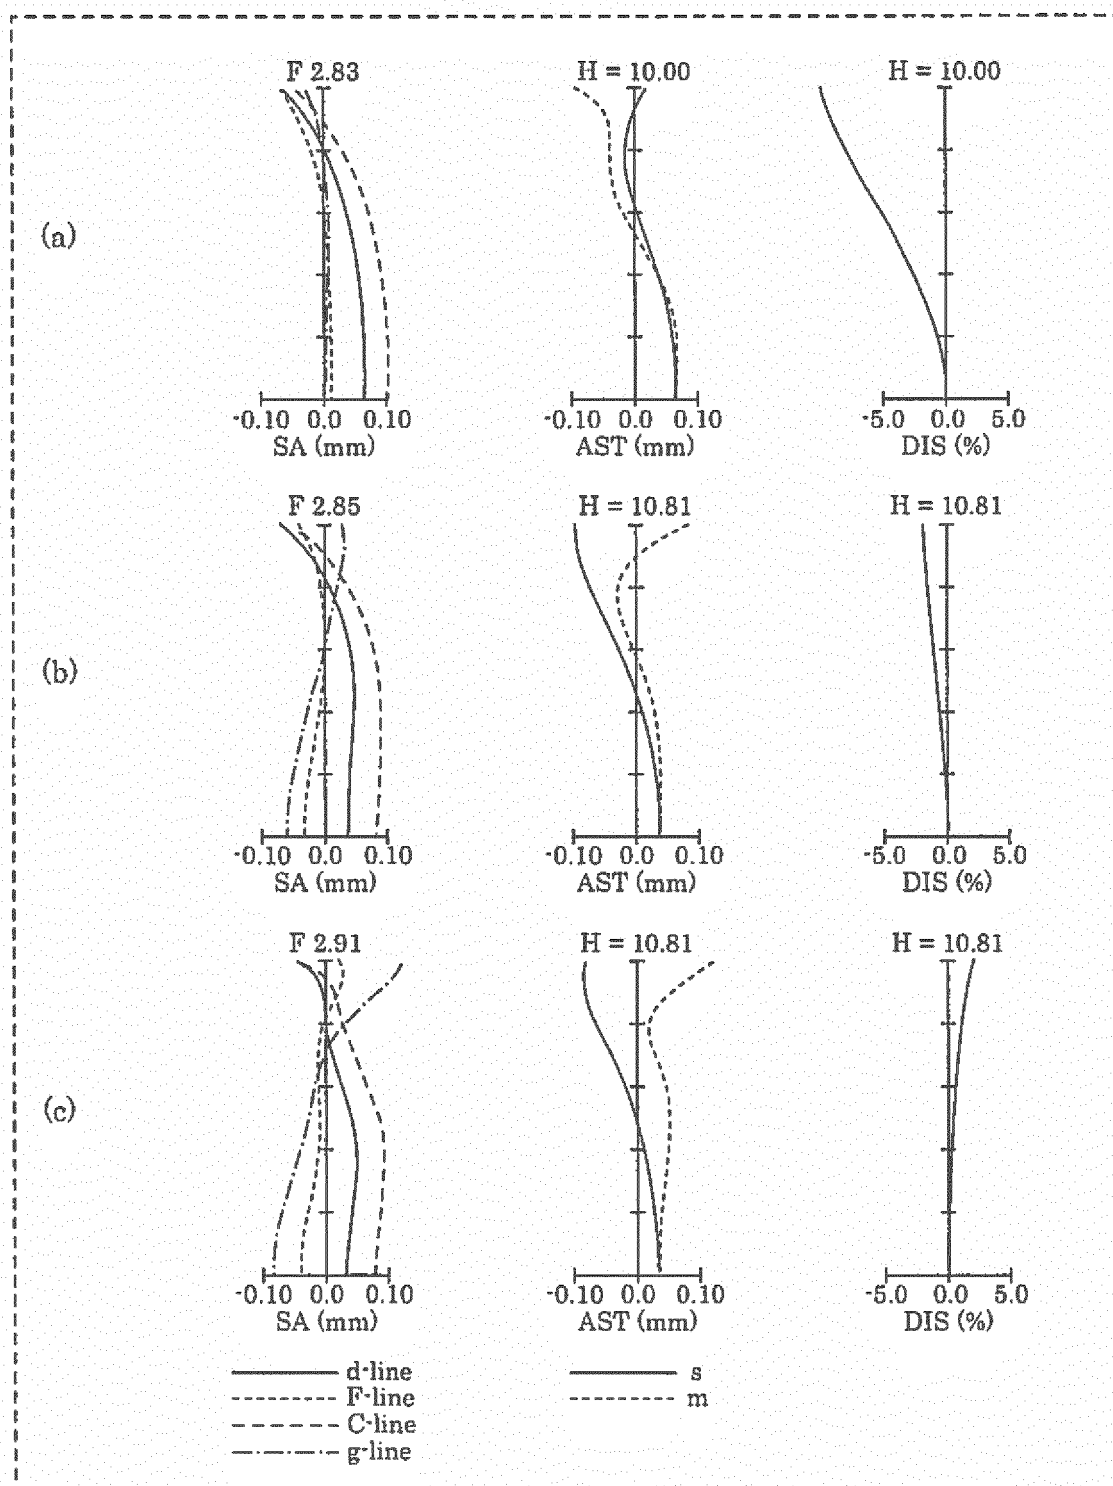 F 2.83 H = 10.00 H = 10.00
(a)
-0.10 0.0 0.10 -0.10 0.0 0.10 -5.0 0.0 5.0
SA (mm) AST (mm) DIS (%)
F 2.85 H = 10.81 H = 10.81
(b)
-0.10 0.0 0.10 -0.10 0.0 0.10 -5.0 0.0 5.0
SA (mm) AST (mm) DIS (%)
F 2.91 H = 10.81 H = 10.81
(c)
-0.10 0.0 0.10 -0.10 0.0 0.10 -5.0 0.0 5.0
SA (mm) AST (mm) DIS (%)
d-line s
F-line m
C-line
g-line